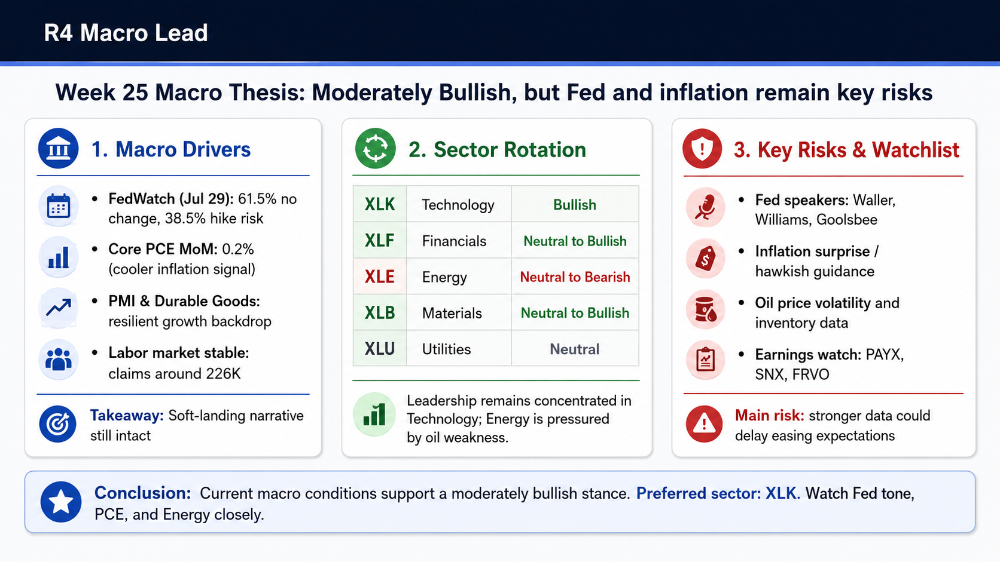 R4 Macro Lead
Week 25 Macro Thesis: Moderately Bullish, but Fed and inflation remain key risks
1. Macro Drivers
• FedWatch (Jul 29): 61.5% no
change, 38.5% hike risk
• Core PCE MoM: 0.2%
(cooler inflation signal)
• PMI & Durable Goods:
resilient growth backdrop
• Labor market stable:
claims around 226K
Takeaway: Soft-landing narrative
still intact
2. Sector Rotation
XLK Technology Bullish
XLF Financials Neutral to Bullish
XLE Energy Neutral to Bearish
XLB Materials Neutral to Bullish
XLU Utilities Neutral
Leadership remains concentrated in
Technology; Energy is pressured
by oil weakness.
3. Key Risks & Watchlist
• Fed speakers: Waller,
Williams, Goolsbee
• Inflation surprise /
hawkish guidance
• Oil price volatility and
inventory data
• Earnings watch: PAYX,
SNX, FRVO
Main risk: stronger data could
delay easing expectations
Conclusion: Current macro conditions support a moderately bullish stance. Preferred sector: XLK. Watch Fed tone,
PCE, and Energy closely.